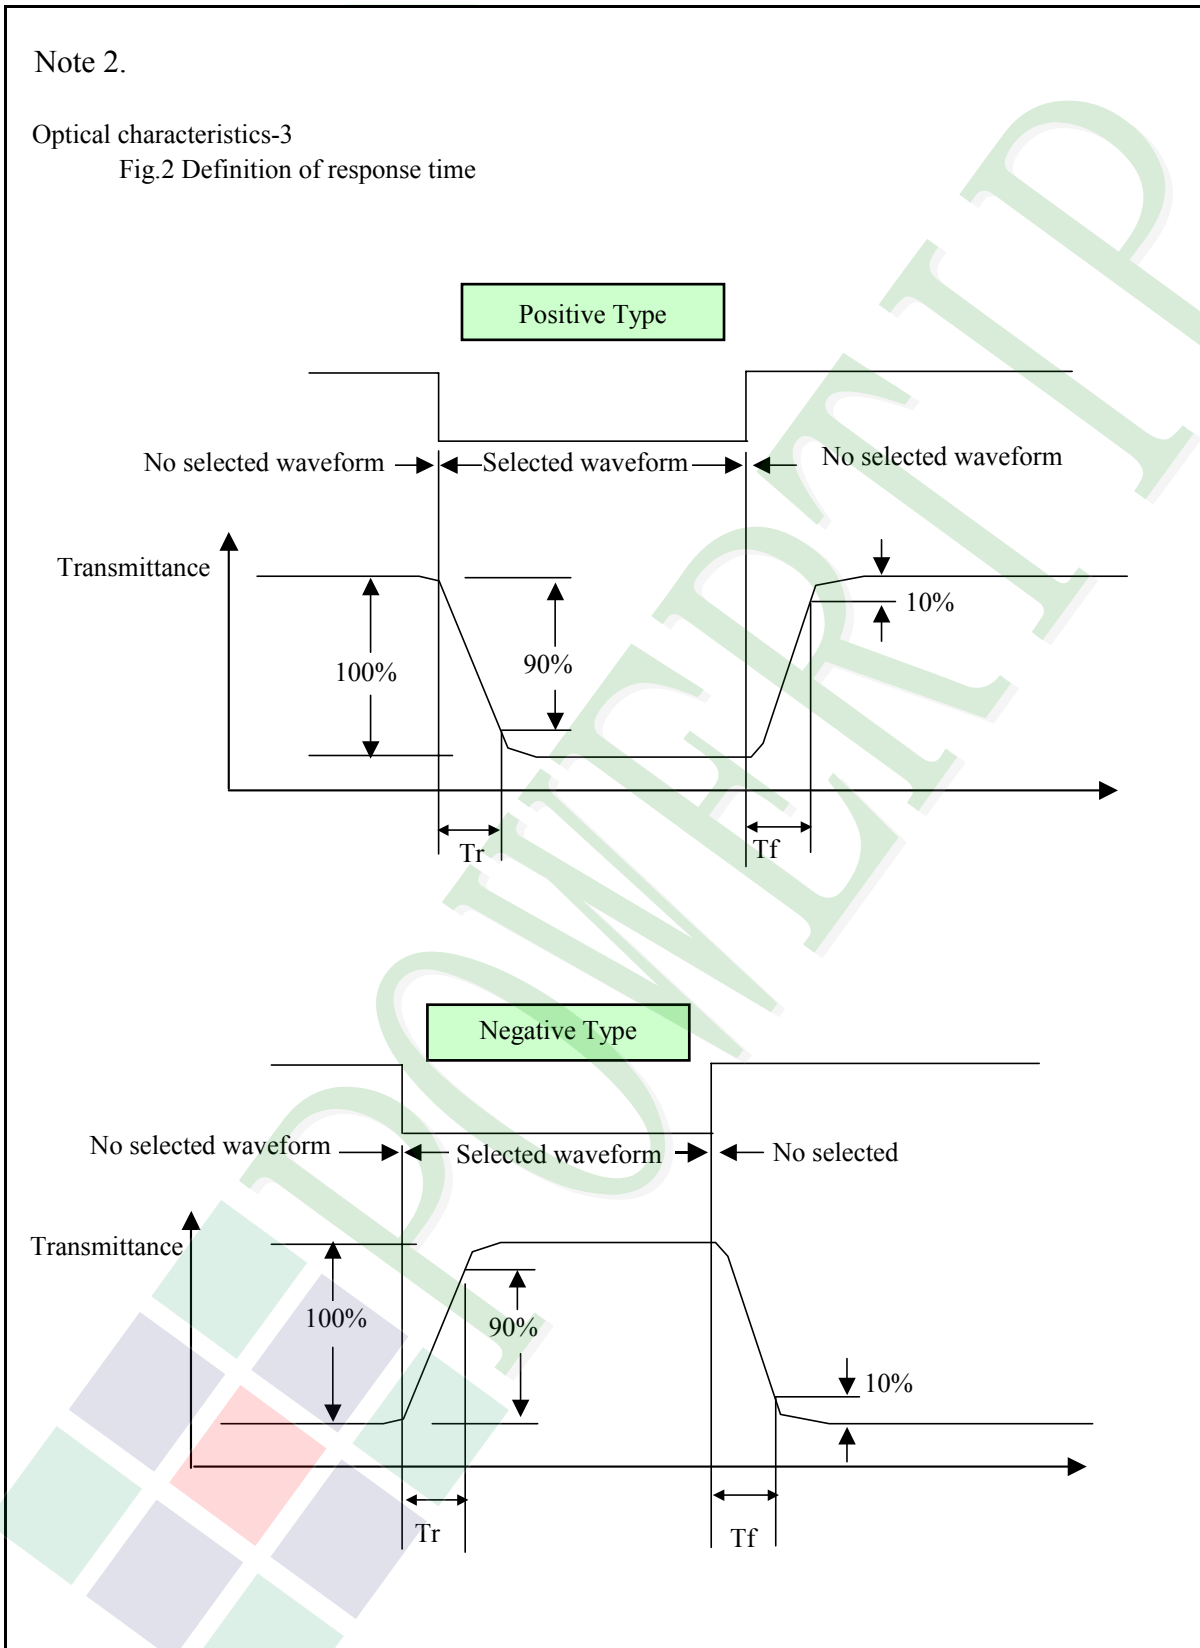 Note 2.
Optical characteristics-3
Fig.2 Definition of response time
Positive Type
No selected waveform
Selected waveform
No selected waveform
Transmittance
10%
90%
100%
Tr
Tf
Negative Type
No selected waveform
Selected waveform
No selected
Transmittance
100%
90%
10%
Tr
Tf
POWERTIP